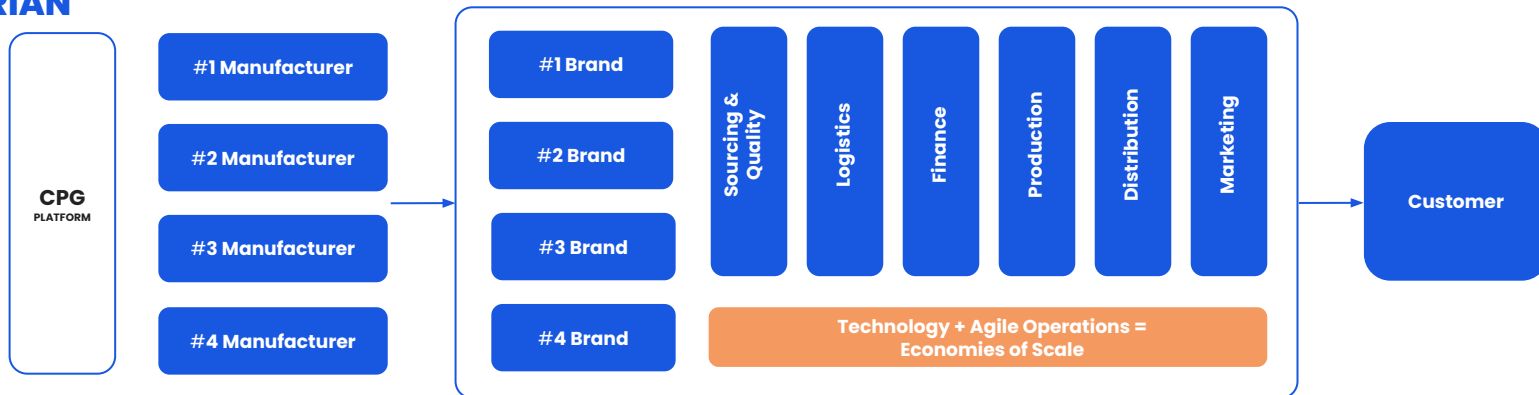 RIAN
CPG
PLATFORM
#1 Manufacturer
#2 Manufacturer
#3 Manufacturer
#4 Manufacturer
#1 Brand
#2 Brand
#3 Brand
#4 Brand
Sourcing &
Quality
Logistics
Finance
Production
Distribution
Marketing
Technology + Agile Operations =
Economies of Scale
Customer